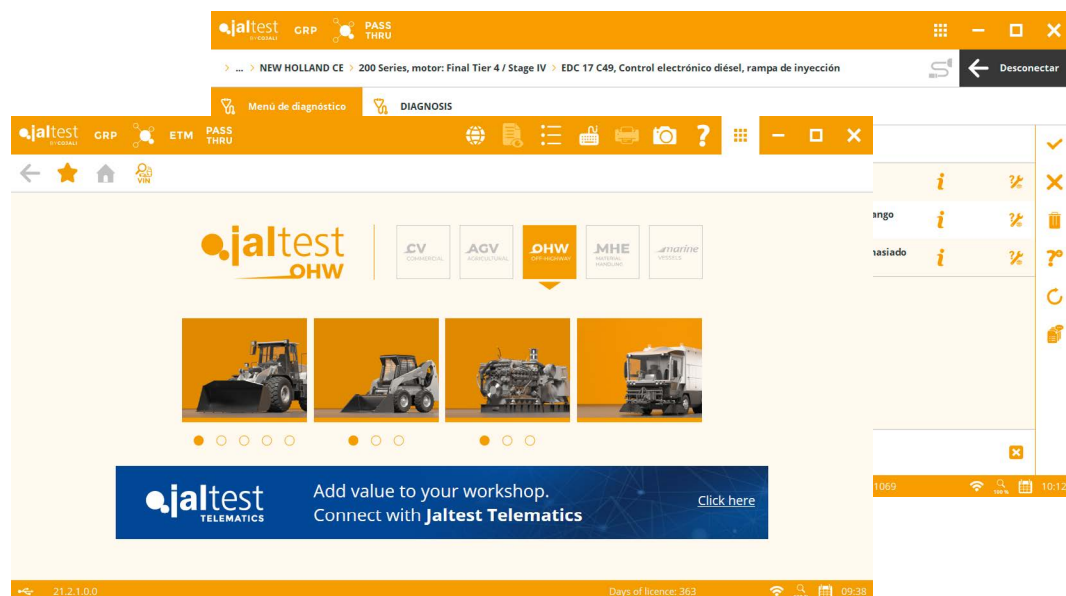 jaltest GRP PASS THRU
BY COJALI
> ... > NEW HOLLAND CE > 200 Series, motor: Final Tier 4 / Stage IV > EDC 17 C49, Control electrónico diésel, rampa de inyección
Desconectar
Menú de diagnóstico DIAGNOSIS
jaltest GRP ETM PASS THRU
BY COJALI
VIN
ango
nasiado
jaltest
OHW
CV
COMMERCIAL
AGV
AGRICULTURAL
OHW
OFF-HIGHWAY
MHE
MATERIAL
HANDLING
marine
VESSELS
jaltest
TELEMATICS
Add value to your workshop.
Connect with Jaltest Telematics
Click here
1069 100 % 10:12
21.2.1.0.0 Days of licence: 363 09:38